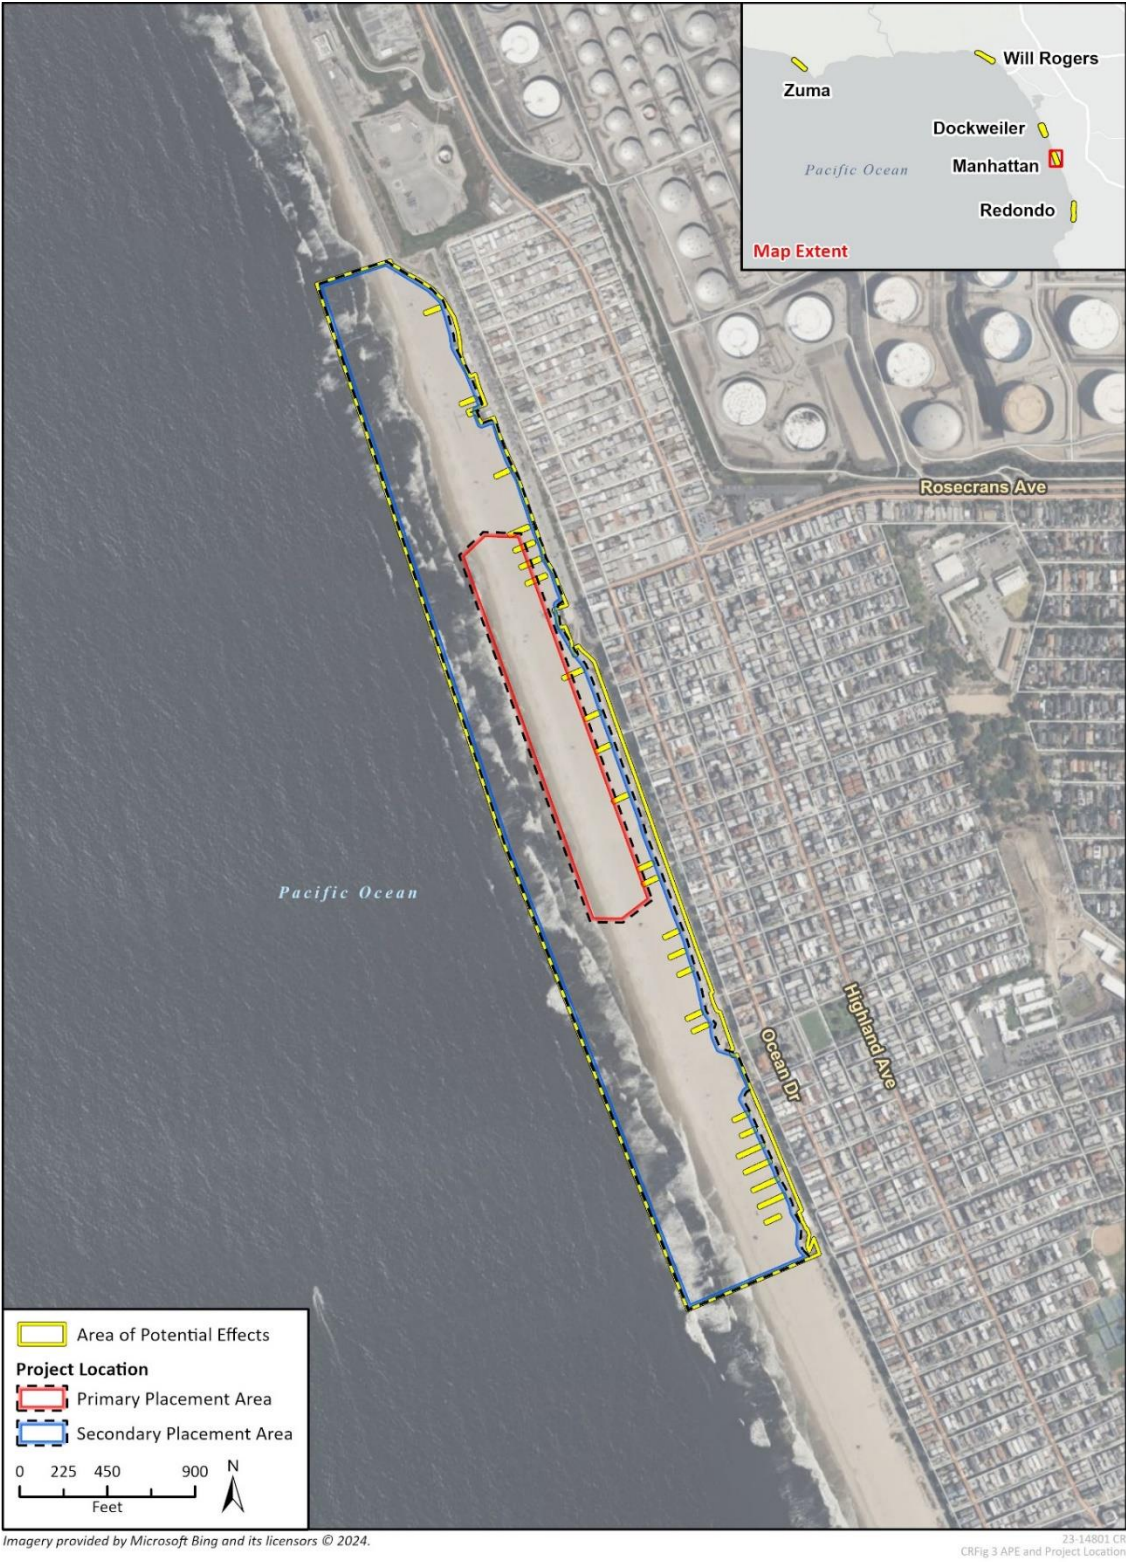 Will Rogers
Zuma
Dockweiler
Pacific Ocean
Manhattan
Redondo
Map Extent
Rosecrans Ave
Pacific Ocean
Highland Ave
Ocean Dr
Area of Potential Effects
Project Location
Primary Placement Area
Secondary Placement Area
0 225 450 900
N
Feet
Imagery provided by Microsoft Bing and its licensors © 2024.
23-14801 CR
CRFig 3 APE and Project Location